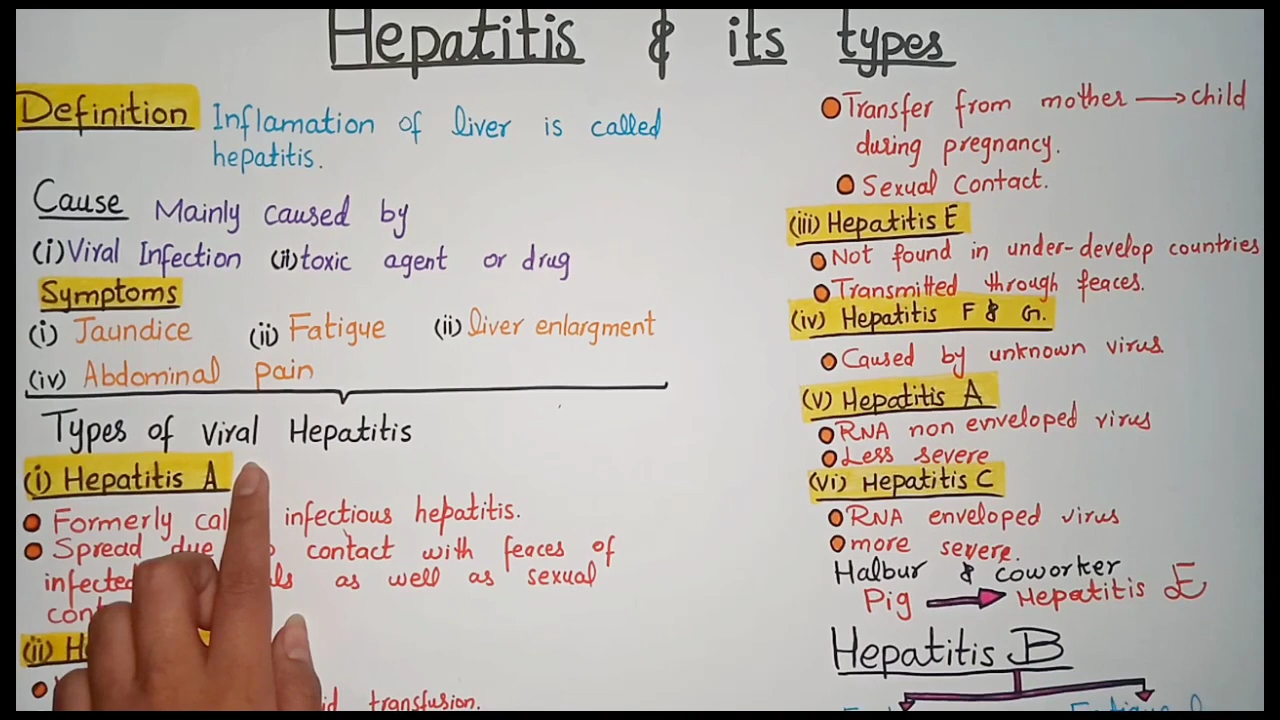 Hepatitis & its types
Definition Inflamation of liver is called
hepatitis.
Cause Mainly caused by
(i) Viral Infection (ii) toxic agent or drug
Symptoms
(i) Jaundice (ii) Fatigue (ii) liver enlargment
(iv) Abdominal pain
Types of viral Hepatitis
(i) Hepatitis A
Formerly infectious hepatitis.
Spread due contact with feaces of
infected as well as sexual
(ii)
transfusion.
Transfer from mother → child
during pregnancy.
Sexual Contact.
(iii) Hepatitis E
Not found in under-develop countries
Transmitted through feaces.
(iv) Hepatitis F & G.
Caused by unknown virus
(v) Hepatitis A
RNA non enveloped virus
Less severe
(vi) Hepatitis C
RNA enveloped virus
more severe.
Halbur & coworker
Pig → Hepatitis E
Hepatitis B